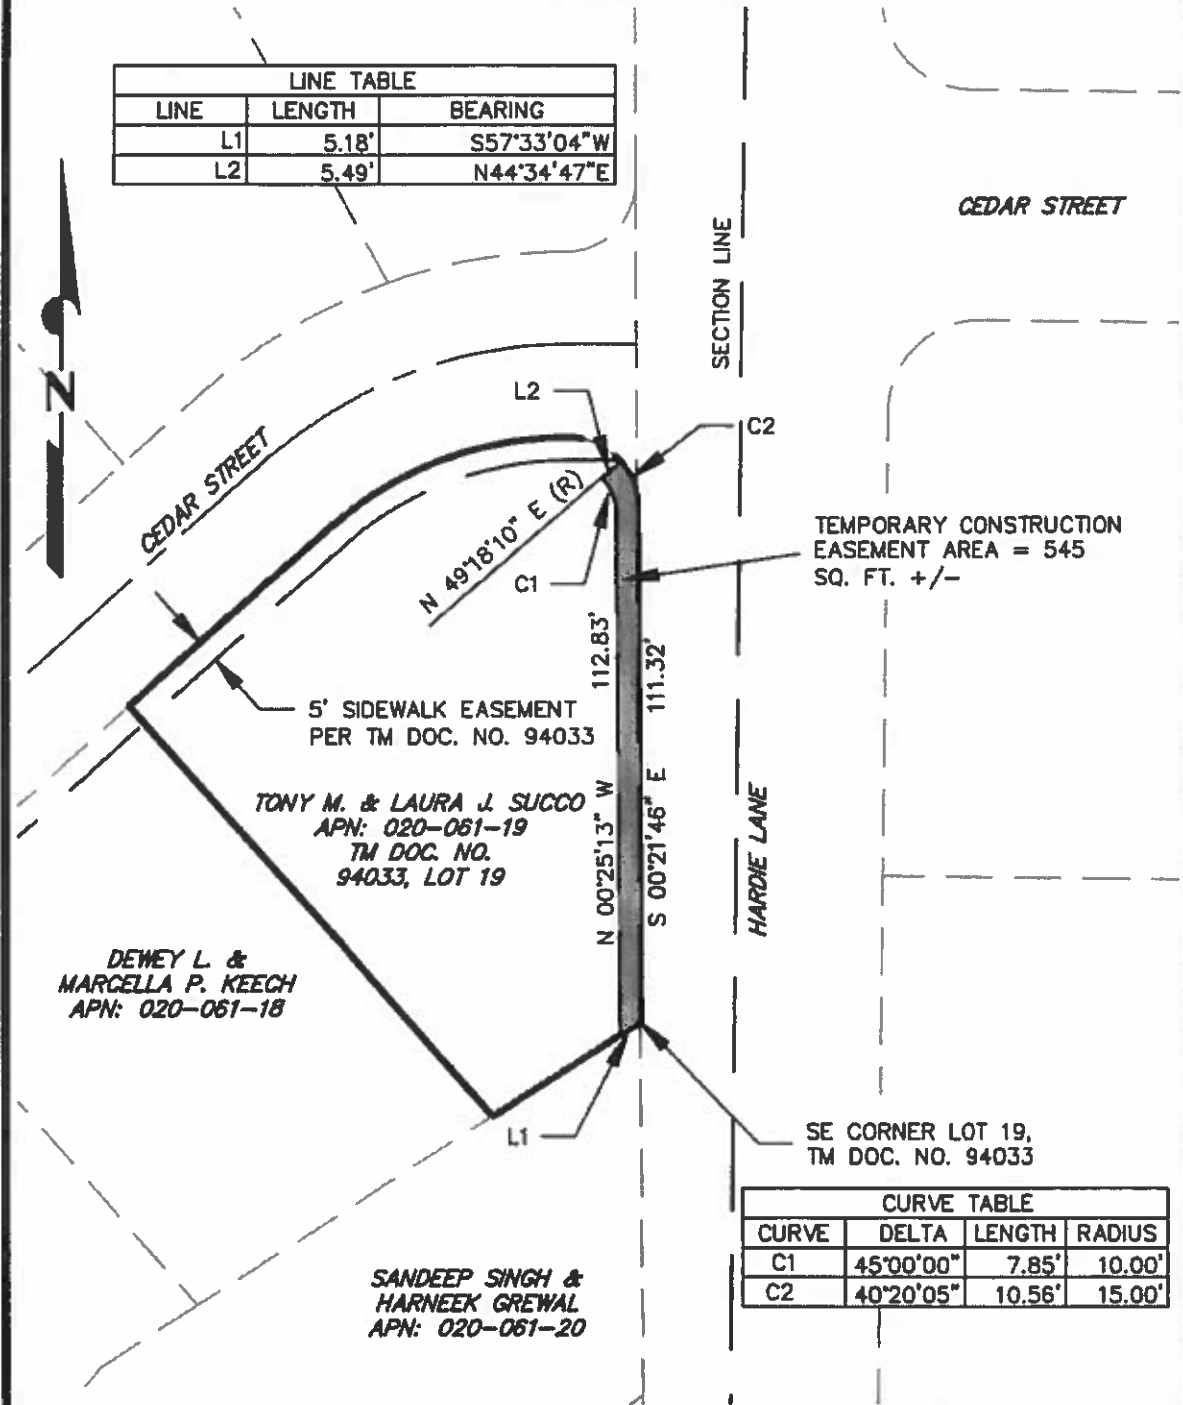 LINE TABLE
LINE LENGTH BEARING
L1 5.18' S57°33'04"W
L2 5.49' N44°34'47"E
CEDAR STREET
SECTION LINE
N
L2
C2
CEDAR STREET
N 49°18'10" E (R)
C1
TEMPORARY CONSTRUCTION
EASEMENT AREA = 545
SQ. FT. +/-
112.83'
111.32'
5' SIDEWALK EASEMENT
PER TM DOC. NO. 94033
N 00°25'13" W
S 00°21'46" E
HARDIE LANE
TONY M. & LAURA J. SUCCO
APN: 020-061-19
TM DOC. NO.
94033, LOT 19
DEWEY L. &
MARCELLA P. KEECH
APN: 020-061-18
L1
SE CORNER LOT 19,
TM DOC. NO. 94033
CURVE TABLE
CURVE DELTA LENGTH RADIUS
C1 45°00'00" 7.85' 10.00'
C2 40°20'05" 10.56' 15.00'
SANDEEP SINGH &
HARNEEK GREWAL
APN: 020-061-20